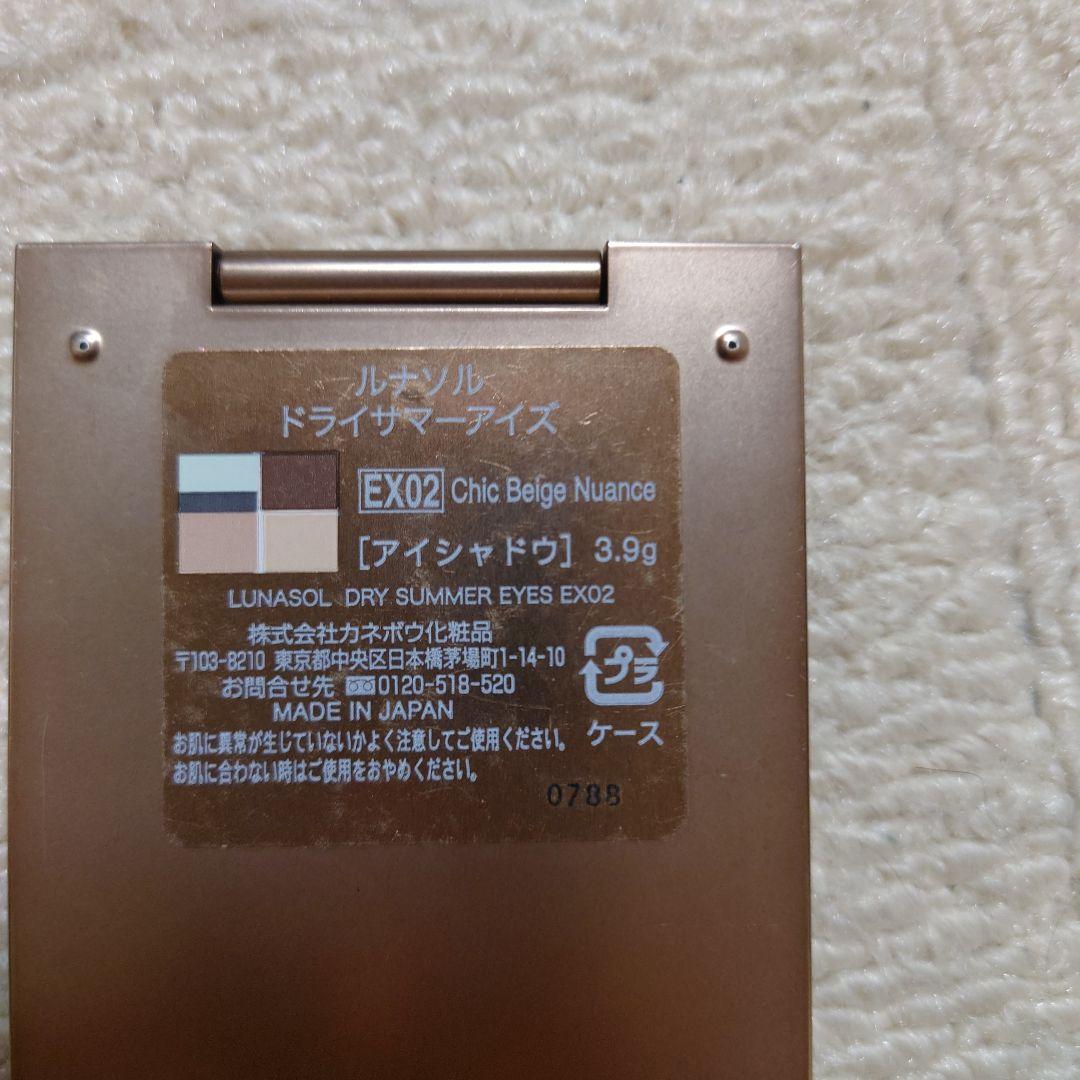 ルナソル
ドライサマーアイズ
EX02 Chic Beige Nuance
[アイシャドウ] 3.9g
LUNASOL DRY SUMMER EYES EX02
株式会社カネボウ化粧品
〒103-8210 東京都中央区日本橋茅場町1-14-10
お問合せ先 0120-518-520
MADE IN JAPAN
お肌に異常が生じていないかよく注意してご使用ください。
お肌に合わない時はご使用をおやめください。
プラ
ケース
0788